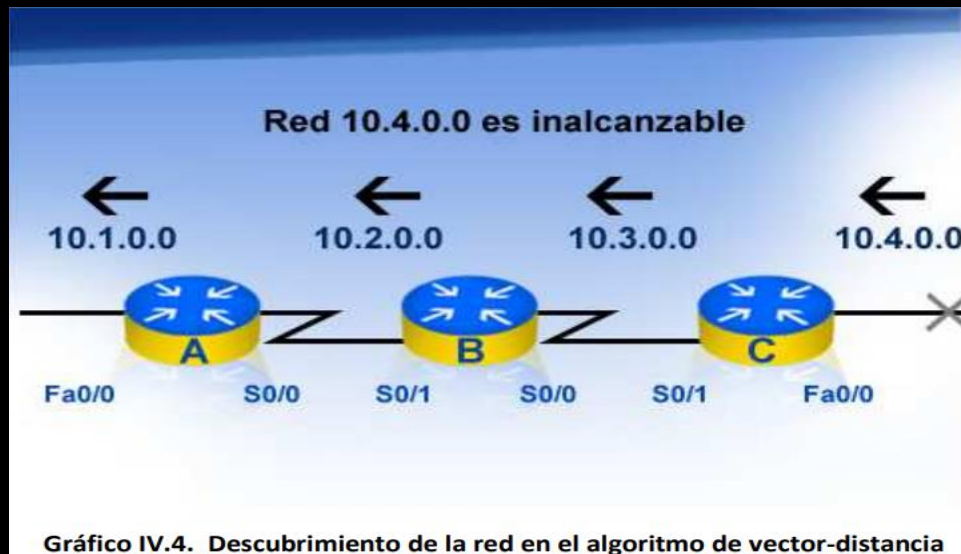 Red 10.4.0.0 es inalcanzable
10.1.0.0 10.2.0.0 10.3.0.0 10.4.0.0
A B C
Fa0/0 S0/0 S0/1 S0/0 S0/1 Fa0/0
Gráfico IV.4. Descubrimiento de la red en el algoritmo de vector-distancia